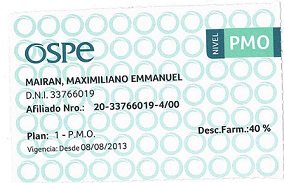 OSPe
NIVEL PMO
MAIRAN, MAXIMILIANO EMMANUEL
D.N.I. 33766019
Afiliado Nro.: 20-33766019-4/00
Plan: 1 - P.M.O. Desc.Farm.:40 %
Vigencia: Desde 08/08/2013